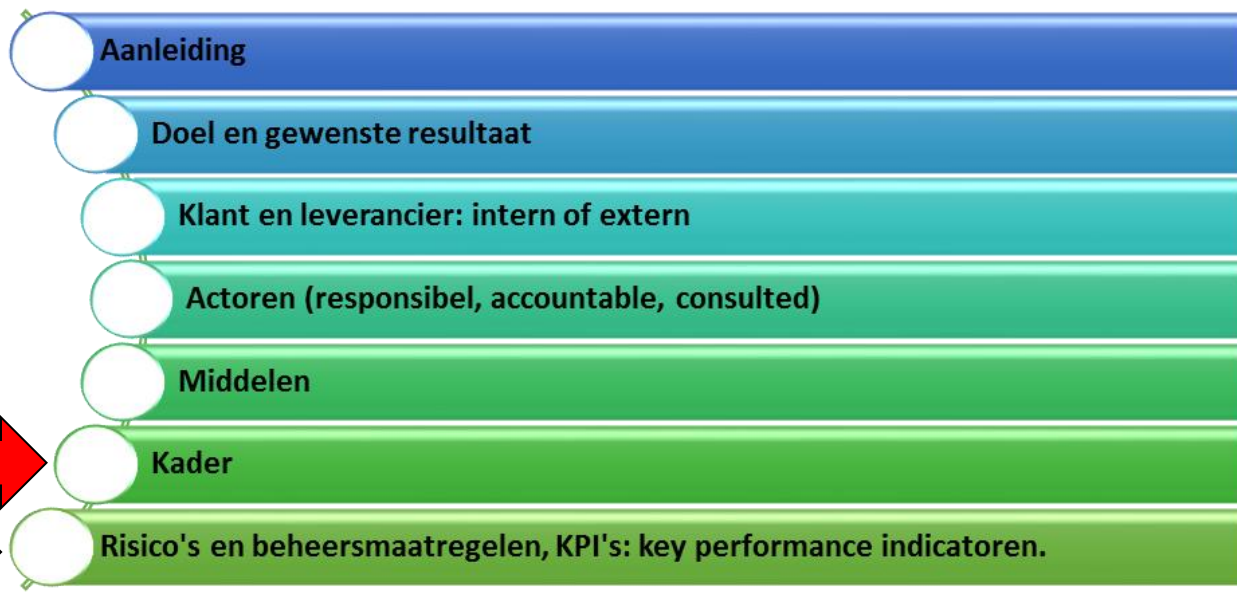 Aanleiding
Doel en gewenste resultaat
Klant en leverancier: intern of extern
Actoren (responsibel, accountable, consulted)
Middelen
Kader
Risico's en beheersmaatregelen, KPI's: key performance indicatoren.